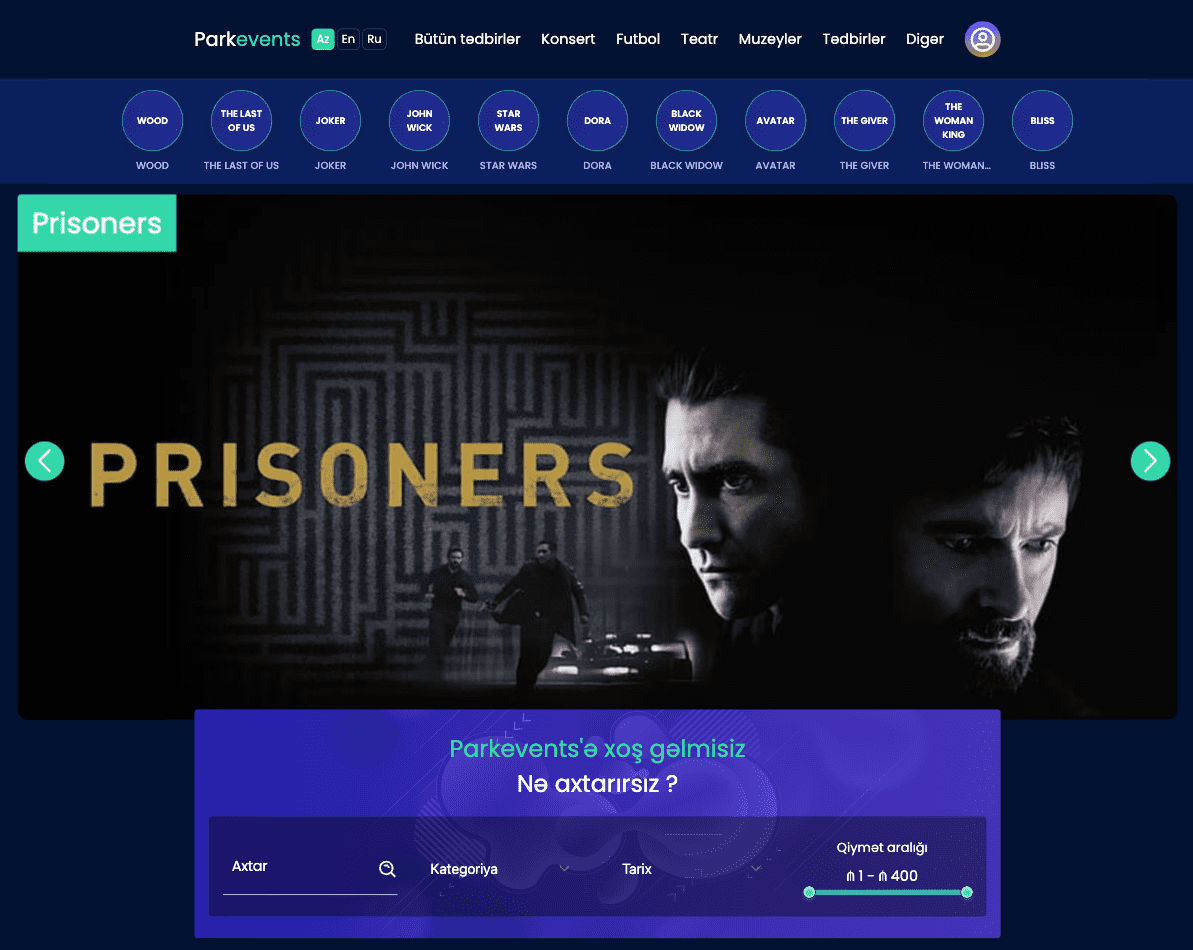 Parkevents Az En Ru Bütün tədbirlər Konsert Futbol Teatr Muzeylər Tədbirlər Digər
WOOD
THE LAST
OF US
JOKER
JOHN
WICK
STAR
WARS
DORA
BLACK
WIDOW
AVATAR
THE GIVER
THE
WOMAN
KING
BLISS
WOOD THE LAST OF US JOKER JOHN WICK STAR WARS DORA BLACK WIDOW AVATAR THE GIVER THE WOMAN... BLISS
Prisoners
PRISONERS
Parkevents'ə xoş gəlmisiz
Nə axtarırsız ?
Axtar
Kategoriya
Tarix
Qiymət aralığı
₼ 1 - ₼ 400